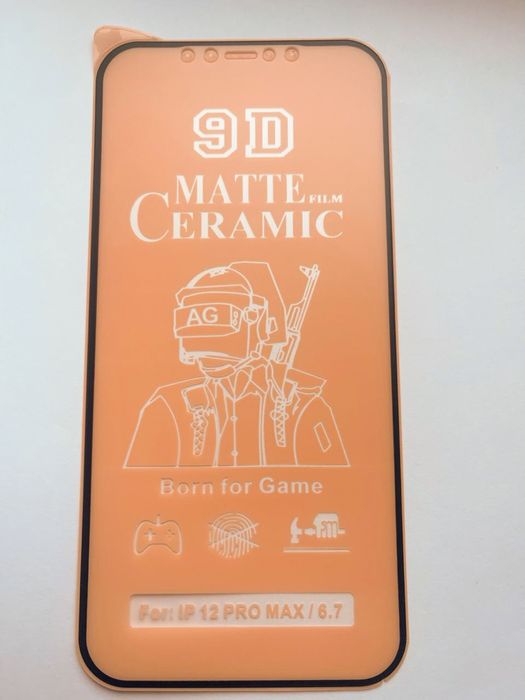 9D
MATTE FILM
CERAMIC
AG
Born for Game
For: IP 12 PRO MAX / 6.7